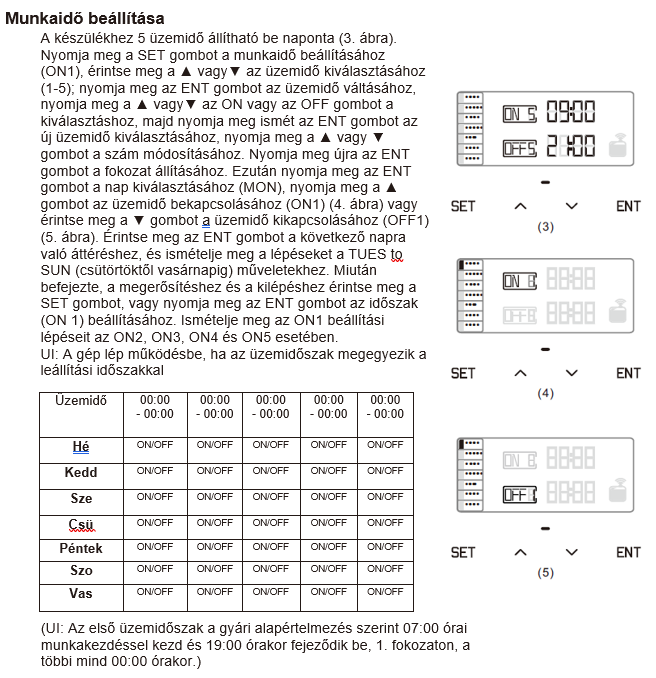 Munkaidő beállítása
A készülékhez 5 üzemidő állítható be naponta (3. ábra).
Nyomja meg a SET gombot a munkaidő beállításához
(ON1), érintse meg a ▲ vagy▼ az üzemidő kiválasztásához
(1-5); nyomja meg az ENT gombot az üzemidő váltásához,
nyomja meg a ▲ vagy▼ az ON vagy az OFF gombot a
kiválasztáshoz, majd nyomja meg ismét az ENT gombot az
új üzemidő kiválasztásához, nyomja meg a ▲ vagy ▼
gombot a szám módosításához. Nyomja meg újra az ENT
gombot a fokozat állításához. Ezután nyomja meg az ENT
gombot a nap kiválasztásához (MON), nyomja meg a ▲
gombot az üzemidő bekapcsolásához (ON1) (4. ábra) vagy
érintse meg a ▼ gombot a üzemidő kikapcsolásához (OFF1)
(5. ábra). Érintse meg az ENT gombot a következő napra
való áttéréshez, és ismételje meg a lépéseket a TUES to
SUN (csütörtöktől vasárnapig) műveletekhez. Miután
befejezte, a megerősítéshez és a kilépéshez érintse meg a
SET gombot, vagy nyomja meg az ENT gombot az időszak
(ON 1) beállításához. Ismételje meg az ON1 beállítási
lépéseit az ON2, ON3, ON4 és ON5 esetében.
UI: A gép lép működésbe, ha az üzemidőszak megegyezik a
leállítási időszakkal
ON 5 09:00
OFF5 21:00
SET ENT
(3)
ON
OFF
SET ENT
(4)
ON
OFF
SET ENT
(5)
Üzemidő 00:00 00:00 00:00 00:00 00:00
- 00:00 - 00:00 - 00:00 - 00:00 - 00:00
Hé ON/OFF ON/OFF ON/OFF ON/OFF ON/OFF
Kedd ON/OFF ON/OFF ON/OFF ON/OFF ON/OFF
Sze ON/OFF ON/OFF ON/OFF ON/OFF ON/OFF
Csü ON/OFF ON/OFF ON/OFF ON/OFF ON/OFF
Péntek ON/OFF ON/OFF ON/OFF ON/OFF ON/OFF
Szo ON/OFF ON/OFF ON/OFF ON/OFF ON/OFF
Vas ON/OFF ON/OFF ON/OFF ON/OFF ON/OFF
(UI: Az első üzemidőszak a gyári alapértelmezés szerint 07:00 órai
munkakezdéssel kezd és 19:00 órakor fejeződik be, 1. fokozaton, a
többi mind 00:00 órakor.)